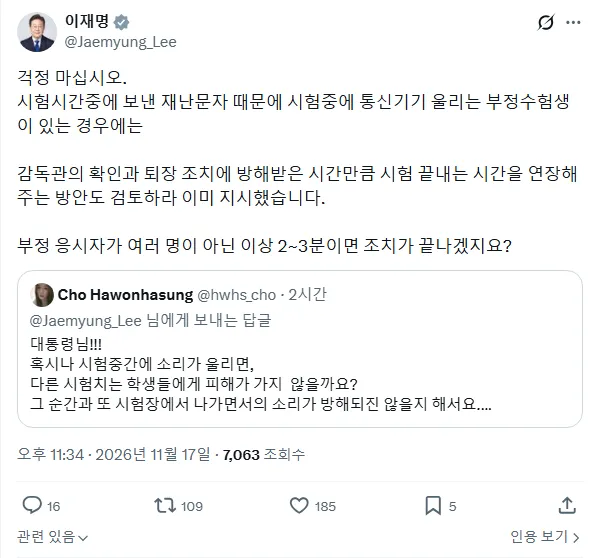 이재명
@Jaemyung_Lee
걱정 마십시오.
시험시간중에 보낸 재난문자 때문에 시험중에 통신기기 울리는 부정수험생
이 있는 경우에는
감독관의 확인과 퇴장 조치에 방해받은 시간만큼 시험 끝내는 시간을 연장해
주는 방안도 검토하라 이미 지시했습니다.
부정 응시자가 여러 명이 아닌 이상 2~3분이면 조치가 끝나겠지요?
Cho Hawonhasung @hwhs_cho · 2시간
@Jaemyung_Lee 님에게 보내는 답글
대통령님!!!
혹시나 시험중간에 소리가 울리면,
다른 시험치는 학생들에게 피해가 가지 않을까요?
그 순간과 또 시험장에서 나가면서의 소리가 방해되진 않을지 해서요....
오후 11:34 · 2026년 11월 17일 · 7,063 조회수
16 109 185 5
관련 있음 인용 보기